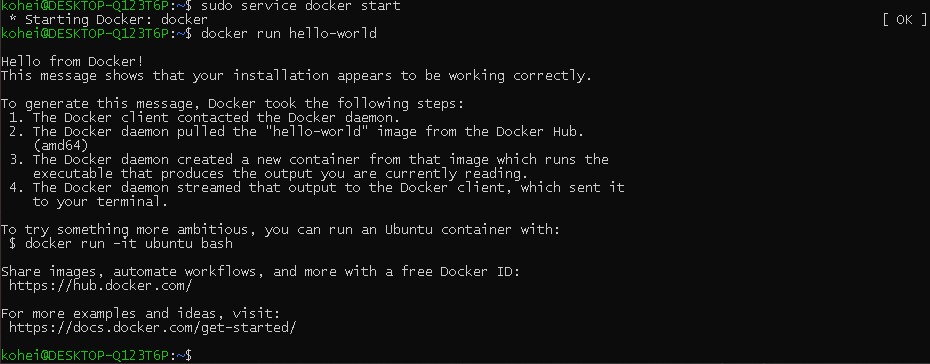 kohei@DESKTOP-Q123T6P:~$ sudo service docker start
 * Starting Docker: docker [ OK ]
kohei@DESKTOP-Q123T6P:~$ docker run hello-world

Hello from Docker!
This message shows that your installation appears to be working correctly.

To generate this message, Docker took the following steps:
 1. The Docker client contacted the Docker daemon.
 2. The Docker daemon pulled the "hello-world" image from the Docker Hub.
    (amd64)
 3. The Docker daemon created a new container from that image which runs the
    executable that produces the output you are currently reading.
 4. The Docker daemon streamed that output to the Docker client, which sent it
    to your terminal.

To try something more ambitious, you can run an Ubuntu container with:
 $ docker run -it ubuntu bash

Share images, automate workflows, and more with a free Docker ID:
 https://hub.docker.com/

For more examples and ideas, visit:
 https://docs.docker.com/get-started/

kohei@DESKTOP-Q123T6P:~$